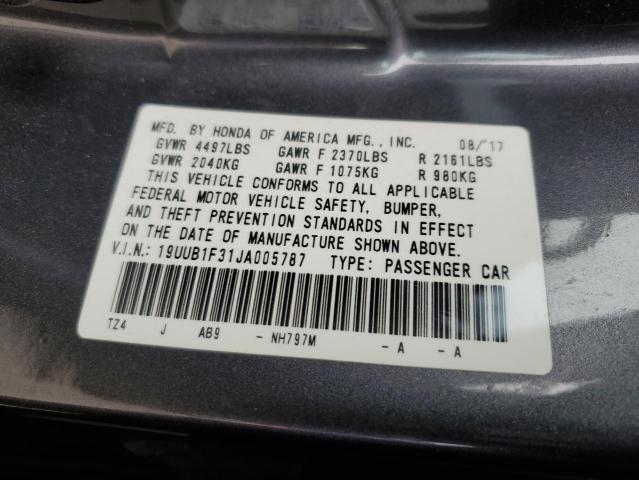 MFD. BY HONDA OF AMERICA MFG., INC. 08/'17
GVWR 4497LBS GAWR F 2370LBS R 2161LBS
GVWR 2040KG GAWR F 1075KG R 980KG
THIS VEHICLE CONFORMS TO ALL APPLICABLE
FEDERAL MOTOR VEHICLE SAFETY, BUMPER,
AND THEFT PREVENTION STANDARDS IN EFFECT
ON THE DATE OF MANUFACTURE SHOWN ABOVE.
V.I.N.: 19UUB1F31JA005787 TYPE: PASSENGER CAR
TZ4 J AB9 - NH797M - A - A